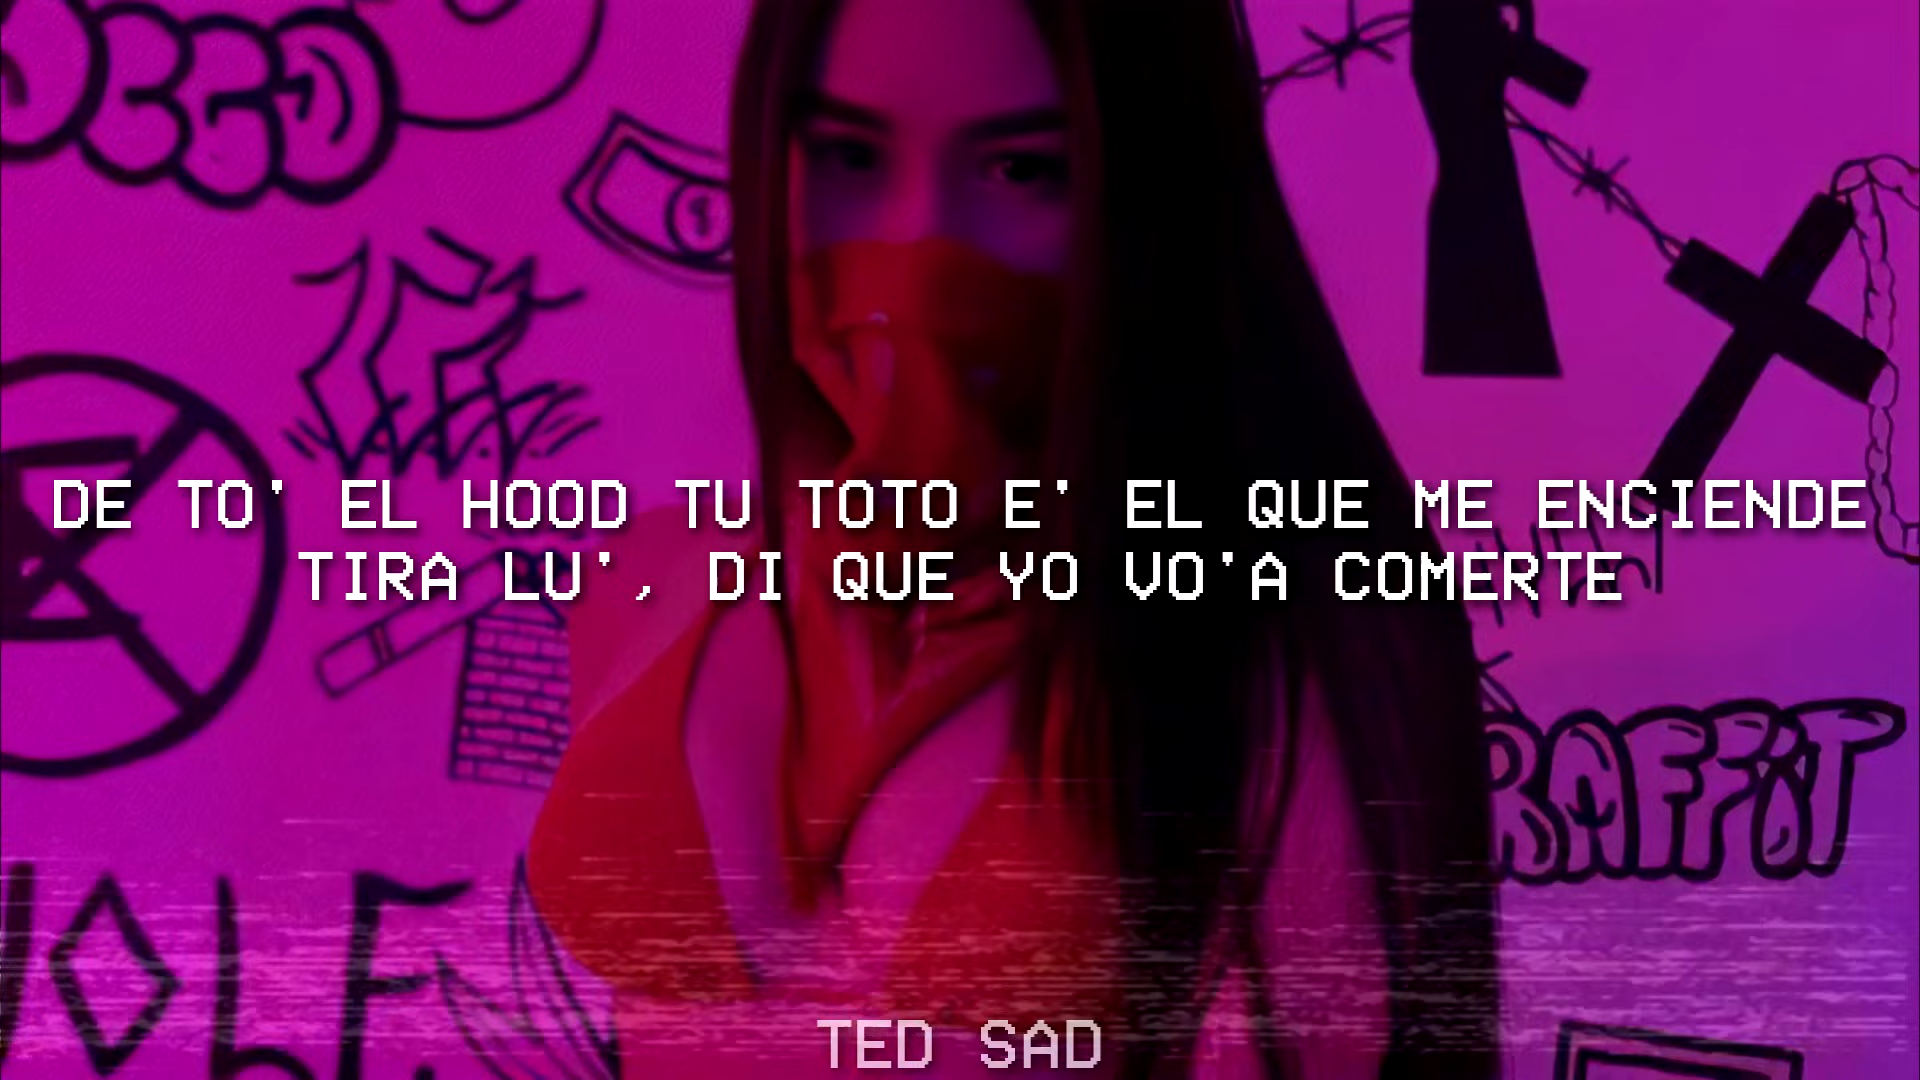 DE TO' EL HOOD TU TOTO E' EL QUE ME ENCIENDE
TIRA LU', DI QUE YO VO'A COMERTE
RAFFiT
TED SAD